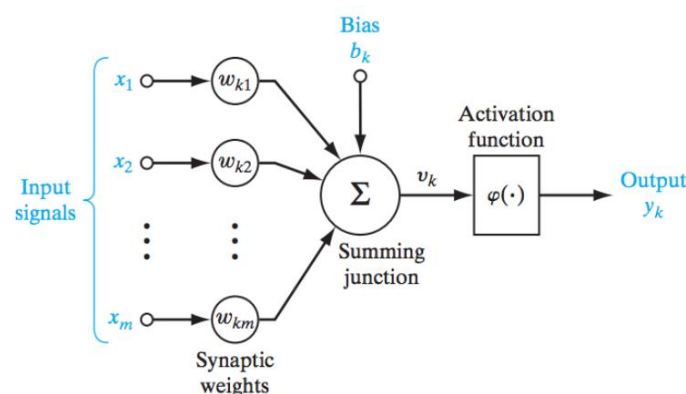 Bias
b_k
x_1
w_k1
Activation
function
x_2
w_k2
Input
signals
Σ
v_k
φ(·)
Output
y_k
Summing
junction
x_m
w_km
Synaptic
weights